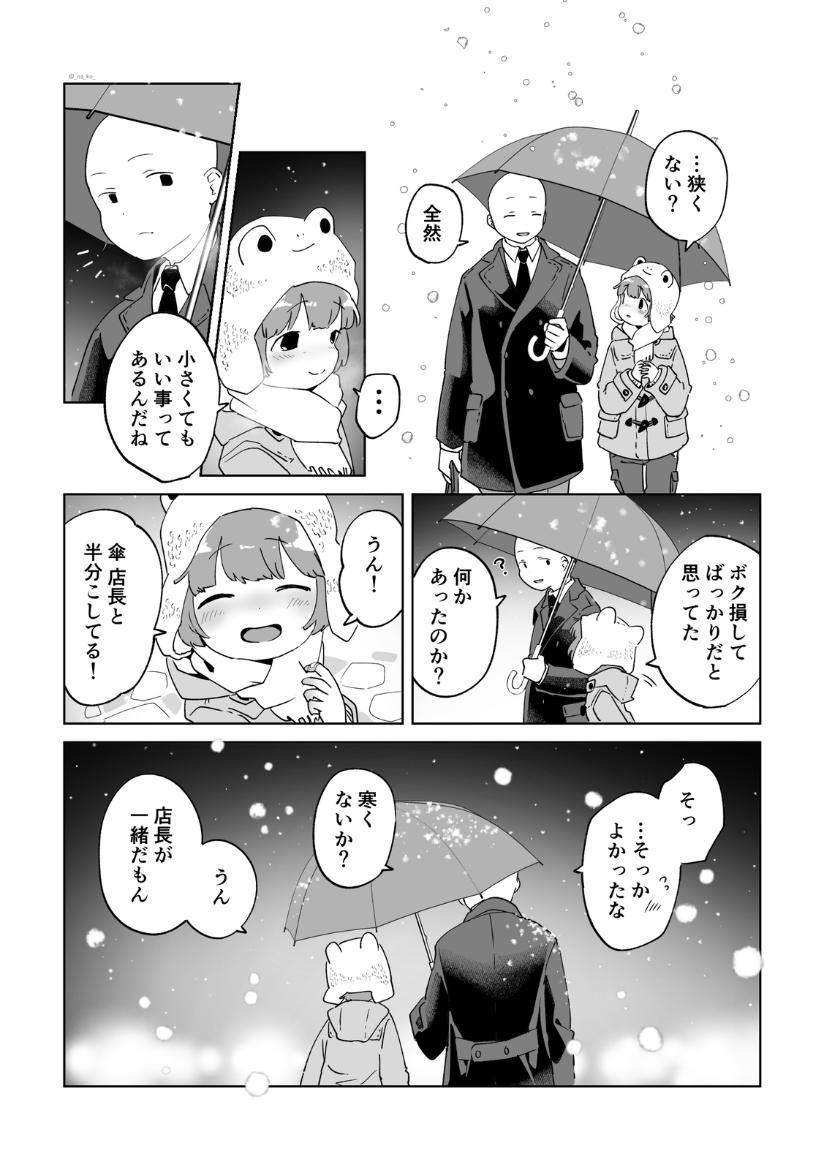 @_na_ko_
…狭く
ない?
全然
…
小さくても
いい事って
あるんだね
ボク損して
ばっかりだと
思ってた
?
何か
あったのか?
うん!
傘 店長と
半分こしてる!
そっ
…そっか
よかったな
寒く
ないか?
うん
店長が
一緒だもん